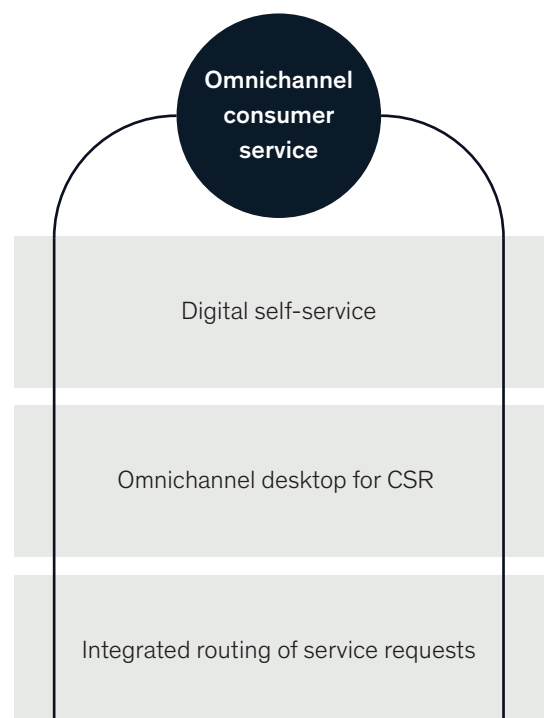 Omnichannel
consumer
service
Digital self-service
Omnichannel desktop for CSR
Integrated routing of service requests